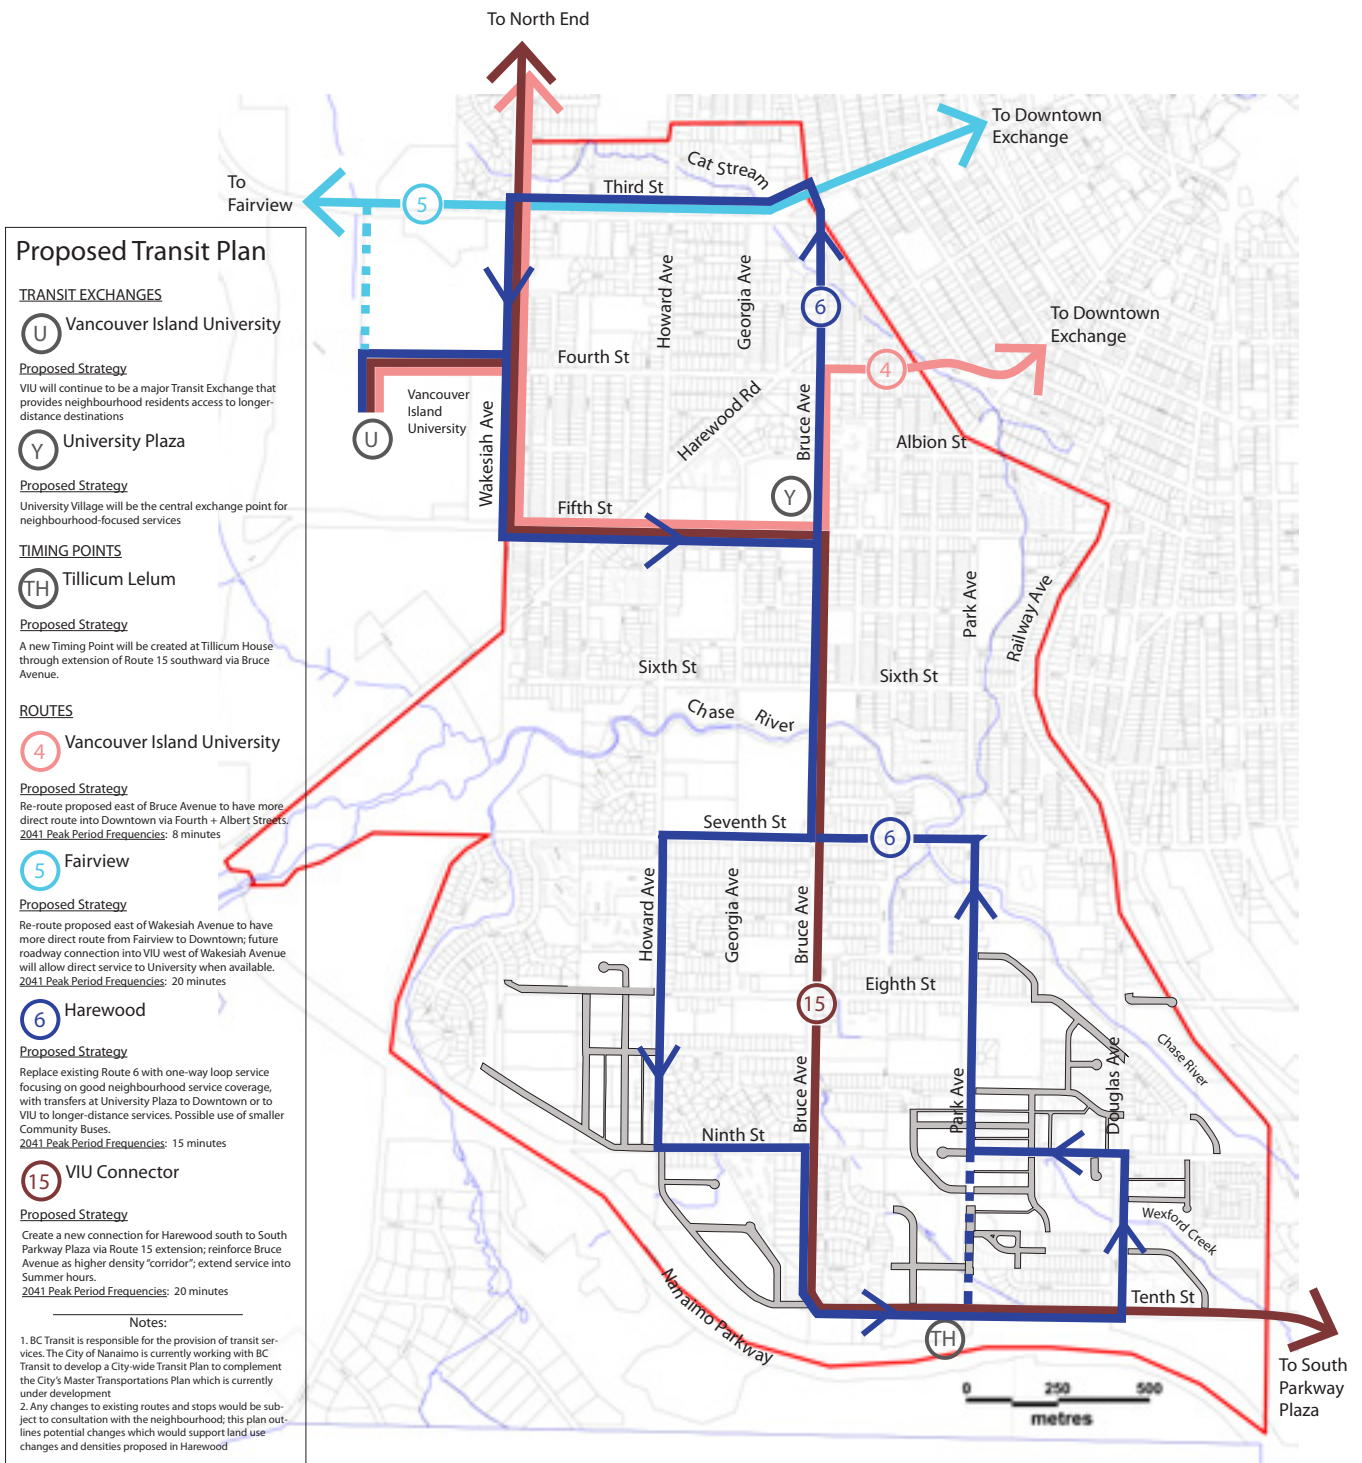 To North End
To Downtown
Exchange
Cat Stream
To
Fairview
Third St
5
Howard Ave
Georgia Ave
6
To Downtown
Exchange
Fourth St
4
Vancouver
Island
University
Harewood Rd
Bruce Ave
Wakesiah Ave
U
Albion St
Y
Fifth St
Park Ave
Railway Ave
Sixth St
Sixth St
Chase River
Seventh St
6
Howard Ave
Georgia Ave
Bruce Ave
Eighth St
15
Chase River
Douglas Ave
Bruce Ave
Park Ave
Ninth St
Wexford Creek
Nanaimo Parkway
Tenth St
TH
To South
Parkway
Plaza
0 250 500
metres
Proposed Transit Plan
TRANSIT EXCHANGES
U Vancouver Island University
Proposed Strategy
VIU will continue to be a major Transit Exchange that
provides neighbourhood residents access to longer-
distance destinations
Y University Plaza
Proposed Strategy
University Village will be the central exchange point for
neighbourhood-focused services
TIMING POINTS
TH Tillicum Lelum
Proposed Strategy
A new Timing Point will be created at Tillicum House
through extension of Route 15 southward via Bruce
Avenue.
ROUTES
4 Vancouver Island University
Proposed Strategy
Re-route proposed east of Bruce Avenue to have more
direct route into Downtown via Fourth + Albert Streets.
2041 Peak Period Frequencies: 8 minutes
5 Fairview
Proposed Strategy
Re-route proposed east of Wakesiah Avenue to have
more direct route from Fairview to Downtown; future
roadway connection into VIU west of Wakesiah Avenue
will allow direct service to University when available.
2041 Peak Period Frequencies: 20 minutes
6 Harewood
Proposed Strategy
Replace existing Route 6 with one-way loop service
focusing on good neighbourhood service coverage,
with transfers at University Plaza to Downtown or to
VIU to longer-distance services. Possible use of smaller
Community Buses.
2041 Peak Period Frequencies: 15 minutes
15 VIU Connector
Proposed Strategy
Create a new connection for Harewood south to South
Parkway Plaza via Route 15 extension; reinforce Bruce
Avenue as higher density “corridor”; extend service into
Summer hours.
2041 Peak Period Frequencies: 20 minutes
Notes:
1. BC Transit is responsible for the provision of transit ser-
vices. The City of Nanaimo is currently working with BC
Transit to develop a City-wide Transit Plan to complement
the City's Master Transportations Plan which is currently
under development
2. Any changes to existing routes and stops would be sub-
ject to consultation with the neighbourhood; this plan out-
lines potential changes which would support land use
changes and densities proposed in Harewood